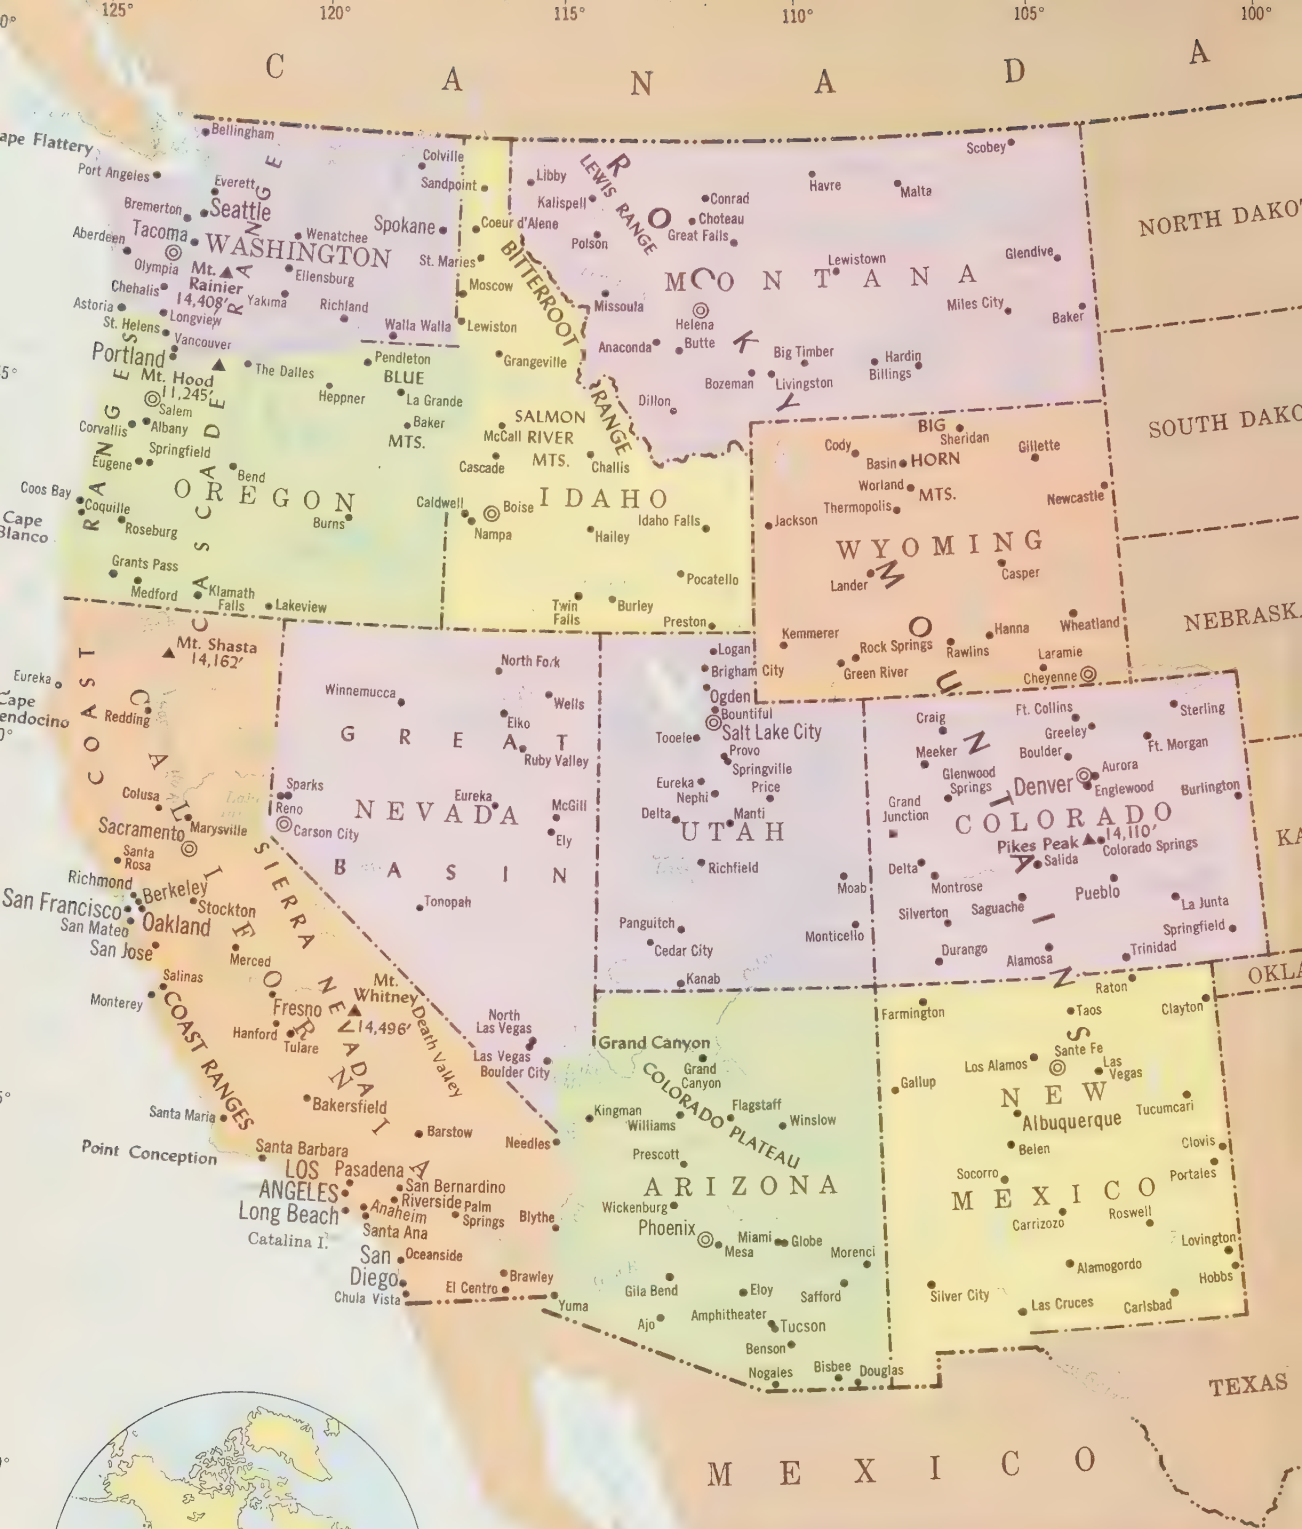 125°
120°
115°
110°
105°
100°
0°
C A N A D A
ape Flattery
Bellingham
Port Angeles
Everett
Bremerton
Seattle
Tacoma
Aberdeen
Olympia
WASHINGTON
Wenatchee
Spokane
Colville
Mt. Rainier
14,408'
Ellensburg
Chehalis
Yakima
Richland
Longview
Walla Walla
Astoria
St. Helens
Vancouver
Portland
Mt. Hood
11,245'
The Dalles
Pendleton
BLUE
MTS.
La Grande
Heppner
Baker
Salem
Albany
Corvallis
Springfield
Eugene
Bend
OREGON
Burns
Coos Bay
Coquille
Roseburg
Cape
Blanco
Grants Pass
Medford
Klamath
Falls
Lakeview
CASCADE RANGE
COAST RANGES
Sandpoint
Coeur d'Alene
St. Maries
Moscow
Lewiston
Grangeville
BITTERROOT
RANGE
SALMON
RIVER
MTS.
McCall
Cascade
Challis
IDAHO
Caldwell
Boise
Nampa
Hailey
Idaho Falls
Pocatello
Twin
Falls
Burley
Preston
Libby
Kalispell
LEWIS RANGE
Polson
Conrad
Choteau
Great Falls
Havre
Malta
Scobey
Glendive
Lewistown
MONTANA
Missoula
Helena
Miles City
Baker
Anaconda
Butte
Big Timber
Hardin
Billings
Bozeman
Livingston
Dillon
ROCKY MOUNTAINS
NORTH DAKO
SOUTH DAKO
NEBRASK
BIG
HORN
MTS.
Sheridan
Cody
Basin
Gillette
Worland
Thermopolis
Newcastle
Jackson
WYOMING
Lander
Casper
Kemmerer
Rock Springs
Green River
Rawlins
Hanna
Wheatland
Laramie
Cheyenne
5°
Eureka
Cape
endocino
0°
Mt. Shasta
14,162'
Redding
CALIFORNIA
Colusa
Marysville
Sacramento
Santa
Rosa
Richmond
Berkeley
San Francisco
Oakland
Stockton
San Mateo
San Jose
Merced
Salinas
Monterey
Fresno
Hanford
Tulare
Mt.
Whitney
14,496'
Death Valley
SIERRA NEVADA
COAST RANGES
Bakersfield
Santa Maria
Point Conception
Santa Barbara
LOS
ANGELES
Pasadena
Long Beach
Catalina I.
San Bernardino
Riverside
Palm
Springs
Anaheim
Santa Ana
Oceanside
San
Diego
Chula Vista
El Centro
Brawley
Blythe
Needles
Barstow
North Fork
Winnemucca
Wells
Elko
Ruby Valley
GREAT
BASIN
NEVADA
Sparks
Reno
Lake
Carson City
Eureka
McGill
Ely
Tonopah
North
Las Vegas
Las Vegas
Boulder City
Logan
Brigham City
Ogden
Bountiful
Salt Lake City
Tooele
Provo
Springville
Eureka
Nephi
Price
Delta
Manti
UTAH
Richfield
Moab
Panguitch
Cedar City
Monticello
Kanab
Craig
Ft. Collins
Sterling
Greeley
Meeker
Boulder
Ft. Morgan
Glenwood
Springs
Denver
Aurora
Englewood
Burlington
Grand
Junction
COLORADO
Pikes Peak
14,110'
Colorado Springs
Delta
Salida
Montrose
Pueblo
Silverton
Saguache
La Junta
Springfield
Durango
Alamosa
Trinidad
KA
OKLA
Grand Canyon
Grand
Canyon
COLORADO PLATEAU
Kingman
Williams
Flagstaff
Winslow
Prescott
ARIZONA
Wickenburg
Phoenix
Mesa
Miami
Globe
Morenci
Gila Bend
Eloy
Safford
Yuma
Ajo
Amphitheater
Tucson
Benson
Nogales
Bisbee
Douglas
Farmington
Raton
Taos
Clayton
Los Alamos
Sante Fe
Las
Vegas
Gallup
NEW
MEXICO
Albuquerque
Tucumcari
Belen
Clovis
Socorro
Portales
Carrizozo
Roswell
Lovington
Alamogordo
Hobbs
Silver City
Las Cruces
Carlsbad
TEXAS
MEXICO
5°
0°